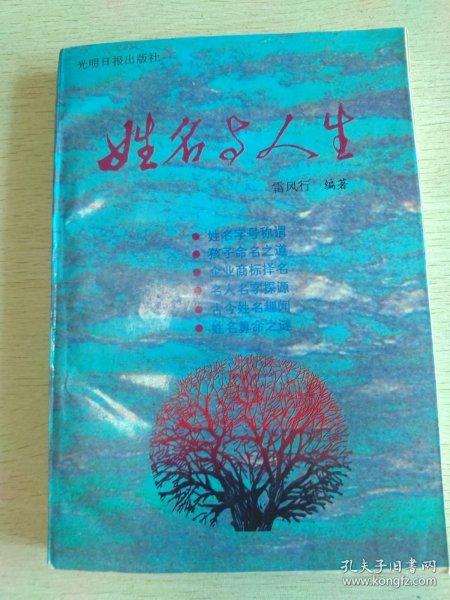 光明日报出版社
姓名与人生
雷风行 编著
● 姓名字号称谓
● 孩子命名之道
● 企业商标择名
● 名人名家探源
● 古今姓名趣闻
● 姓名算命之谜
孔夫子旧书网
www.kongfz.com